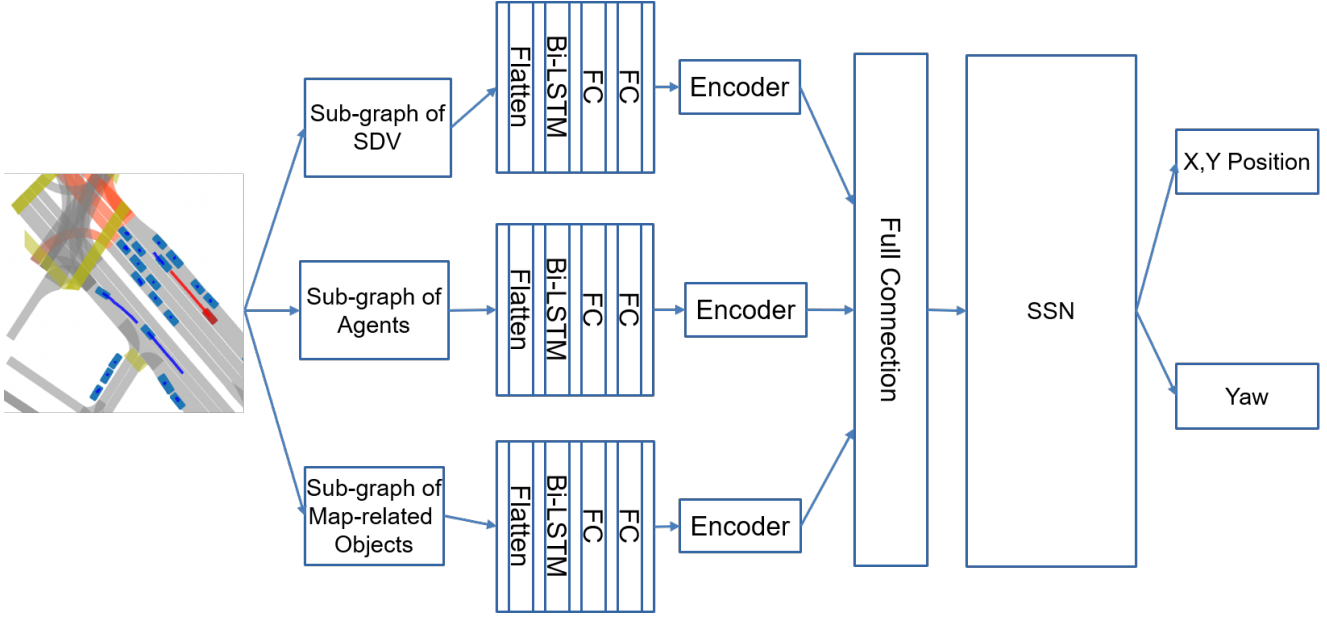 Sub-graph of
SDV
Flatten
Bi-LSTM
FC
FC
Encoder
Sub-graph of
Agents
Flatten
Bi-LSTM
FC
FC
Encoder
Sub-graph of
Map-related
Objects
Flatten
Bi-LSTM
FC
FC
Encoder
Full Connection
SSN
X,Y Position
Yaw